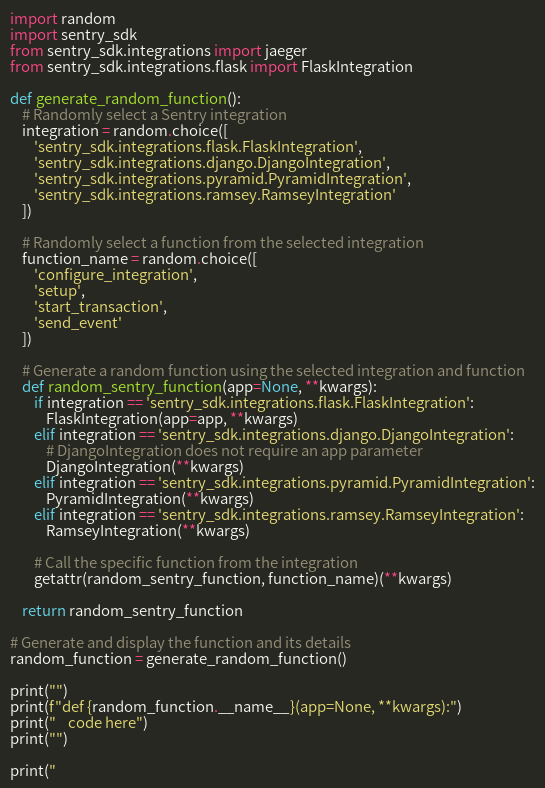 import random
import sentry_sdk
from sentry_sdk.integrations import jaeger
from sentry_sdk.integrations.flask import FlaskIntegration

def generate_random_function():
    # Randomly select a Sentry integration
    integration = random.choice([
        'sentry_sdk.integrations.flask.FlaskIntegration',
        'sentry_sdk.integrations.django.DjangoIntegration',
        'sentry_sdk.integrations.pyramid.PyramidIntegration',
        'sentry_sdk.integrations.ramsey.RamseyIntegration'
    ])

    # Randomly select a function from the selected integration
    function_name = random.choice([
        'configure_integration',
        'setup',
        'start_transaction',
        'send_event'
    ])

    # Generate a random function using the selected integration and function
    def random_sentry_function(app=None, **kwargs):
        if integration == 'sentry_sdk.integrations.flask.FlaskIntegration':
            FlaskIntegration(app=app, **kwargs)
        elif integration == 'sentry_sdk.integrations.django.DjangoIntegration':
            # DjangoIntegration does not require an app parameter
            DjangoIntegration(**kwargs)
        elif integration == 'sentry_sdk.integrations.pyramid.PyramidIntegration':
            PyramidIntegration(**kwargs)
        elif integration == 'sentry_sdk.integrations.ramsey.RamseyIntegration':
            RamseyIntegration(**kwargs)

        # Call the specific function from the integration
        getattr(random_sentry_function, function_name)(**kwargs)

    return random_sentry_function

# Generate and display the function and its details
random_function = generate_random_function()

print("")
print(f"def {random_function.__name__}(app=None, **kwargs):")
print("    code here")
print("")

print("